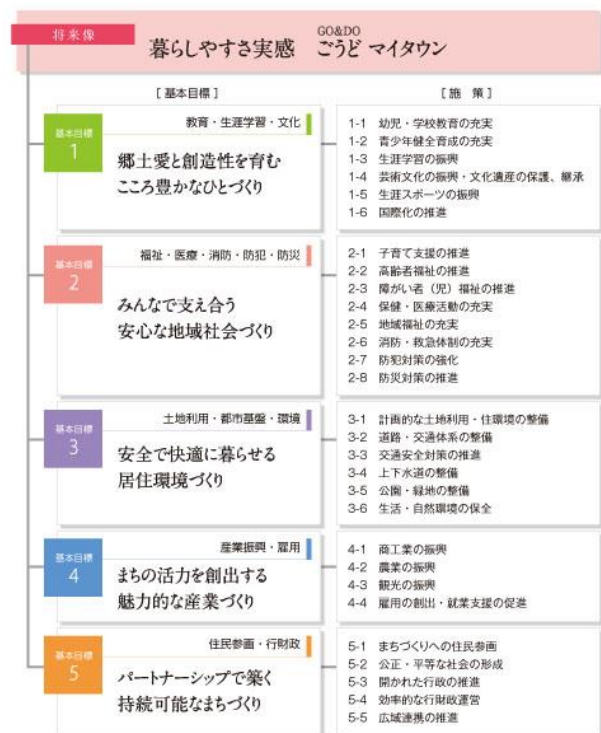 将来像
GO&DO
暮らしやすさ実感 ごうど マイタウン
[基本目標]
[施 策]
基本目標
1
教育・生涯学習・文化
郷土愛と創造性を育む
こころ豊かなひとづくり
1-1 幼児・学校教育の充実
1-2 青少年健全育成の充実
1-3 生涯学習の振興
1-4 芸術文化の振興・文化遺産の保護、継承
1-5 生涯スポーツの振興
1-6 国際化の推進
基本目標
2
福祉・医療・消防・防犯・防災
みんなで支え合う
安心な地域社会づくり
2-1 子育て支援の推進
2-2 高齢者福祉の推進
2-3 障がい者(児)福祉の推進
2-4 保健・医療活動の充実
2-5 地域福祉の充実
2-6 消防・救急体制の充実
2-7 防犯対策の強化
2-8 防災対策の推進
基本目標
3
土地利用・都市基盤・環境
安全で快適に暮らせる
居住環境づくり
3-1 計画的な土地利用・住環境の整備
3-2 道路・交通体系の整備
3-3 交通安全対策の推進
3-4 上下水道の整備
3-5 公園・緑地の整備
3-6 生活・自然環境の保全
基本目標
4
産業振興・雇用
まちの活力を創出する
魅力的な産業づくり
4-1 商工業の振興
4-2 農業の振興
4-3 観光の振興
4-4 雇用の創出・就業支援の促進
基本目標
5
住民参画・行財政
パートナーシップで築く
持続可能なまちづくり
5-1 まちづくりへの住民参画
5-2 公正・平等な社会の形成
5-3 開かれた行政の推進
5-4 効率的な行財政運営
5-5 広域連携の推進